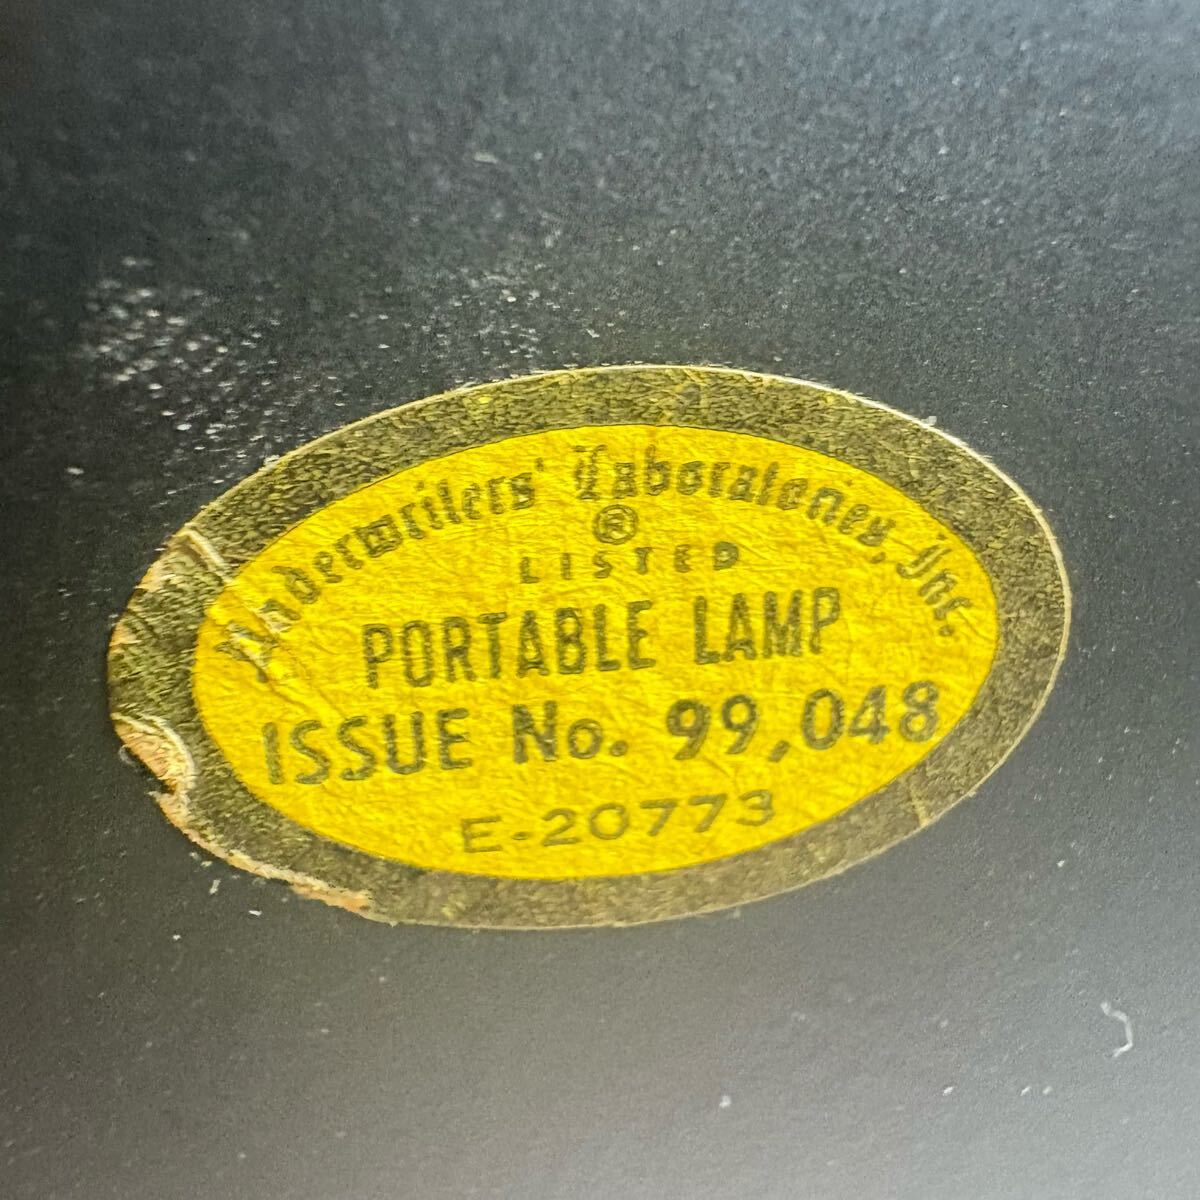 Underwriters' Laboratories, Inc.
®
LISTED
PORTABLE LAMP
ISSUE No. 99,048
E-20773